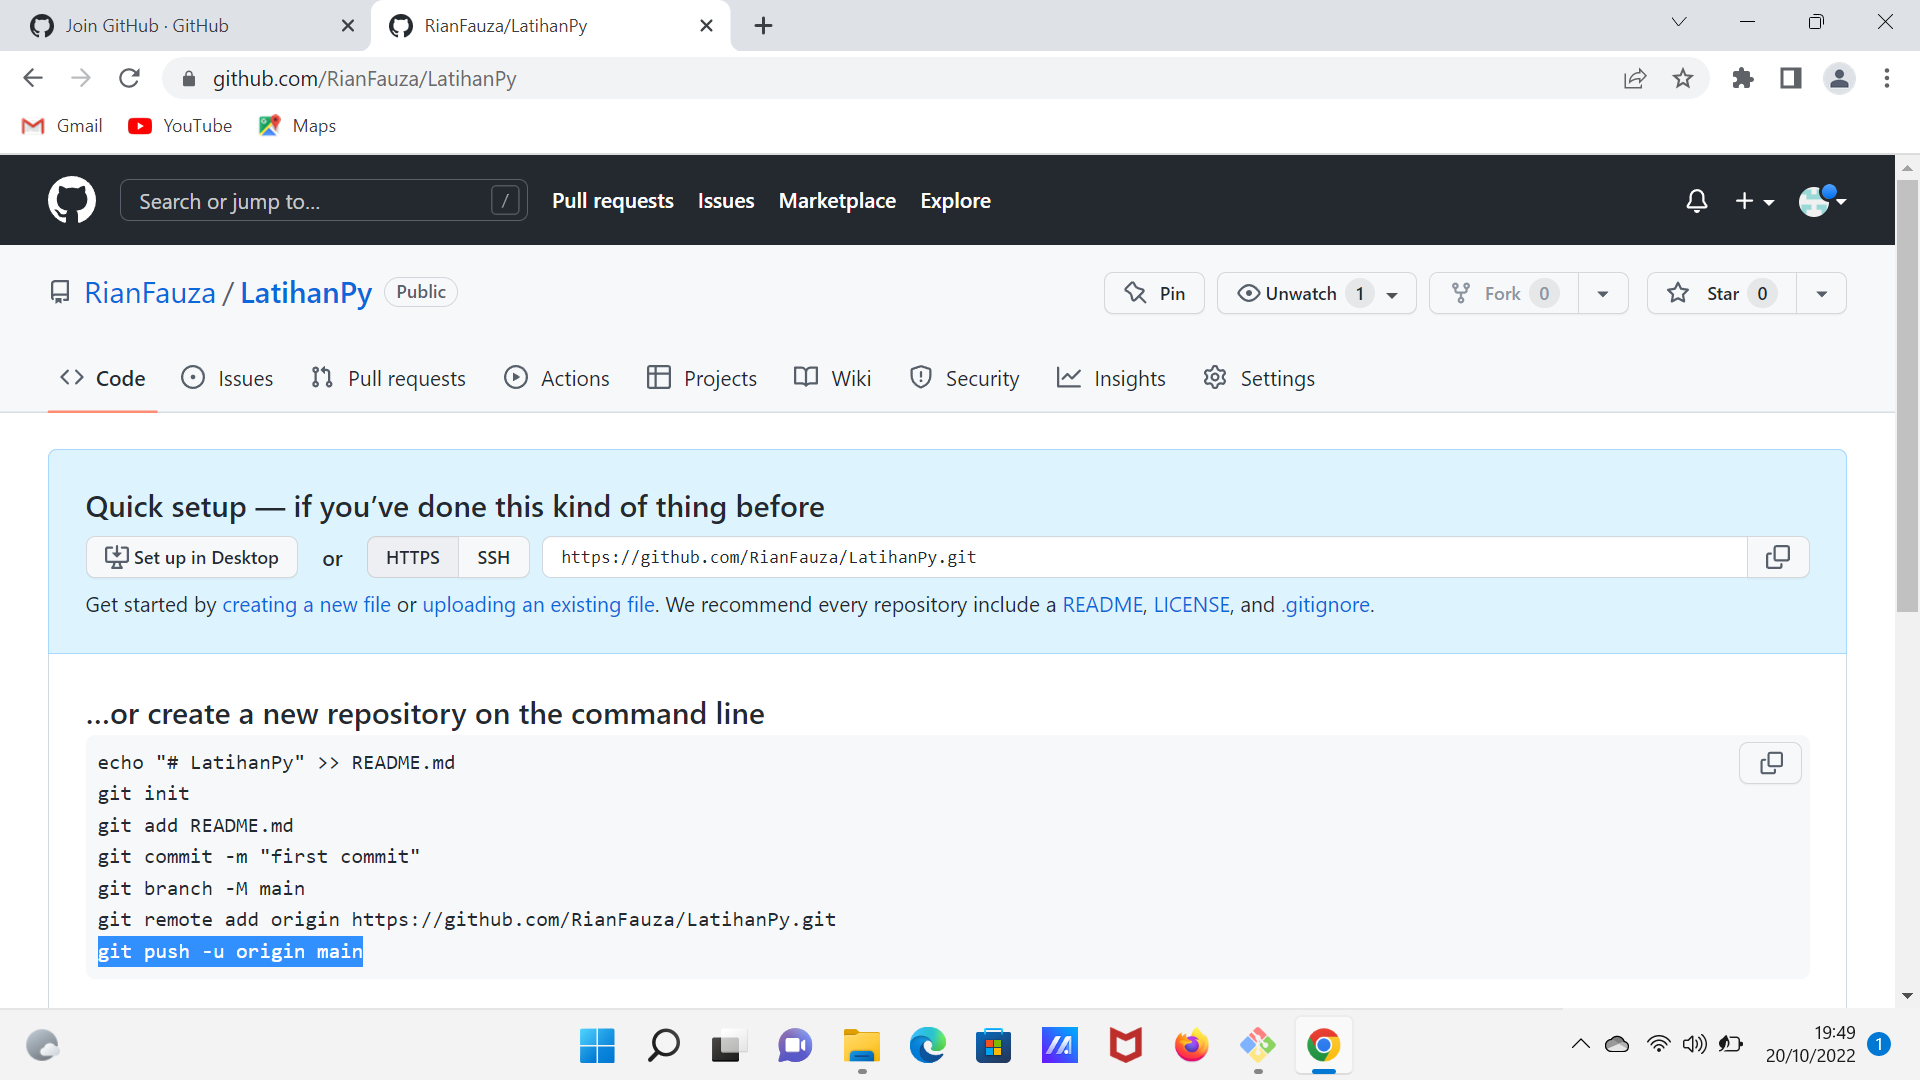 Join GitHub · GitHub
RianFauza/LatihanPy
github.com/RianFauza/LatihanPy
Gmail YouTube Maps
Search or jump to... / Pull requests Issues Marketplace Explore
RianFauza / LatihanPy Public Pin Unwatch 1 Fork 0 Star 0
Code Issues Pull requests Actions Projects Wiki Security Insights Settings
Quick setup — if you’ve done this kind of thing before
Set up in Desktop or HTTPS SSH https://github.com/RianFauza/LatihanPy.git
Get started by creating a new file or uploading an existing file. We recommend every repository include a README, LICENSE, and .gitignore.
…or create a new repository on the command line
echo "# LatihanPy" >> README.md
git init
git add README.md
git commit -m "first commit"
git branch -M main
git remote add origin https://github.com/RianFauza/LatihanPy.git
git push -u origin main
19:49
20/10/2022 1